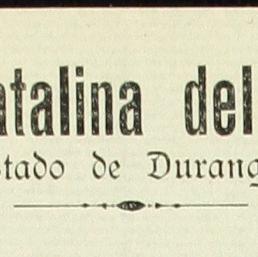 atalina del
stado de Durang